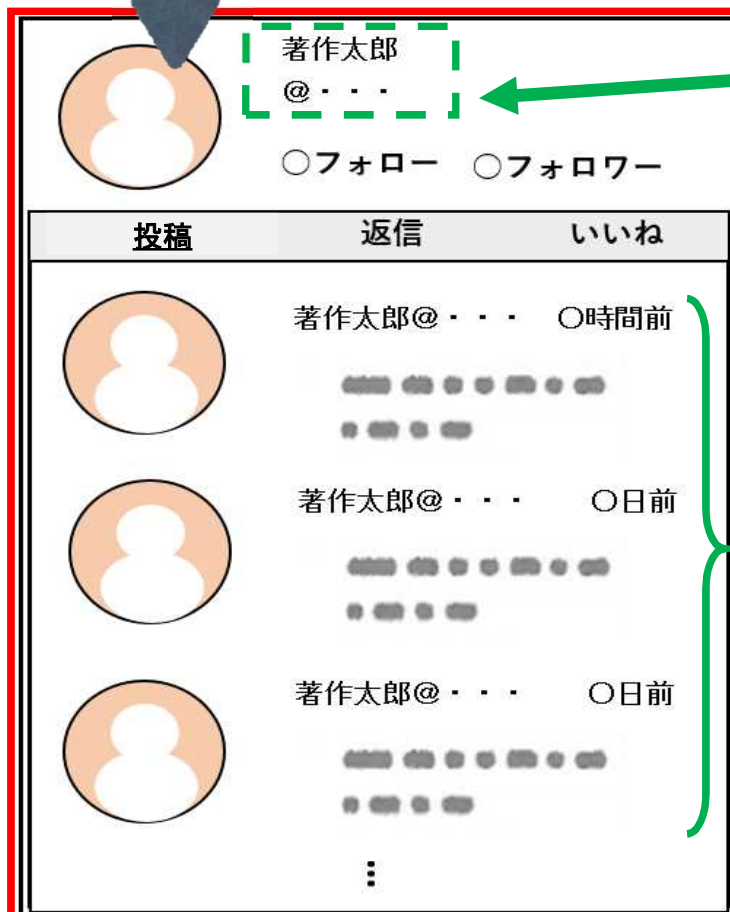 著作太郎
@・・・
○フォロー ○フォロワー
投稿 返信 いいね
著作太郎@・・・ ○時間前
著作太郎@・・・ ○日前
著作太郎@・・・ ○日前